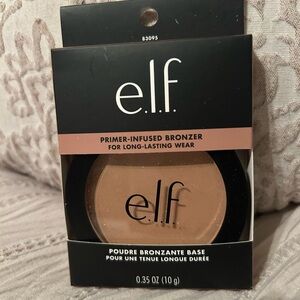 83095
e.l.f.
PRIMER-INFUSED BRONZER
FOR LONG-LASTING WEAR
e.l.f
POUDRE BRONZANTE BASE
POUR UNE TENUE LONGUE DURÉE
0.35 OZ (10 g)